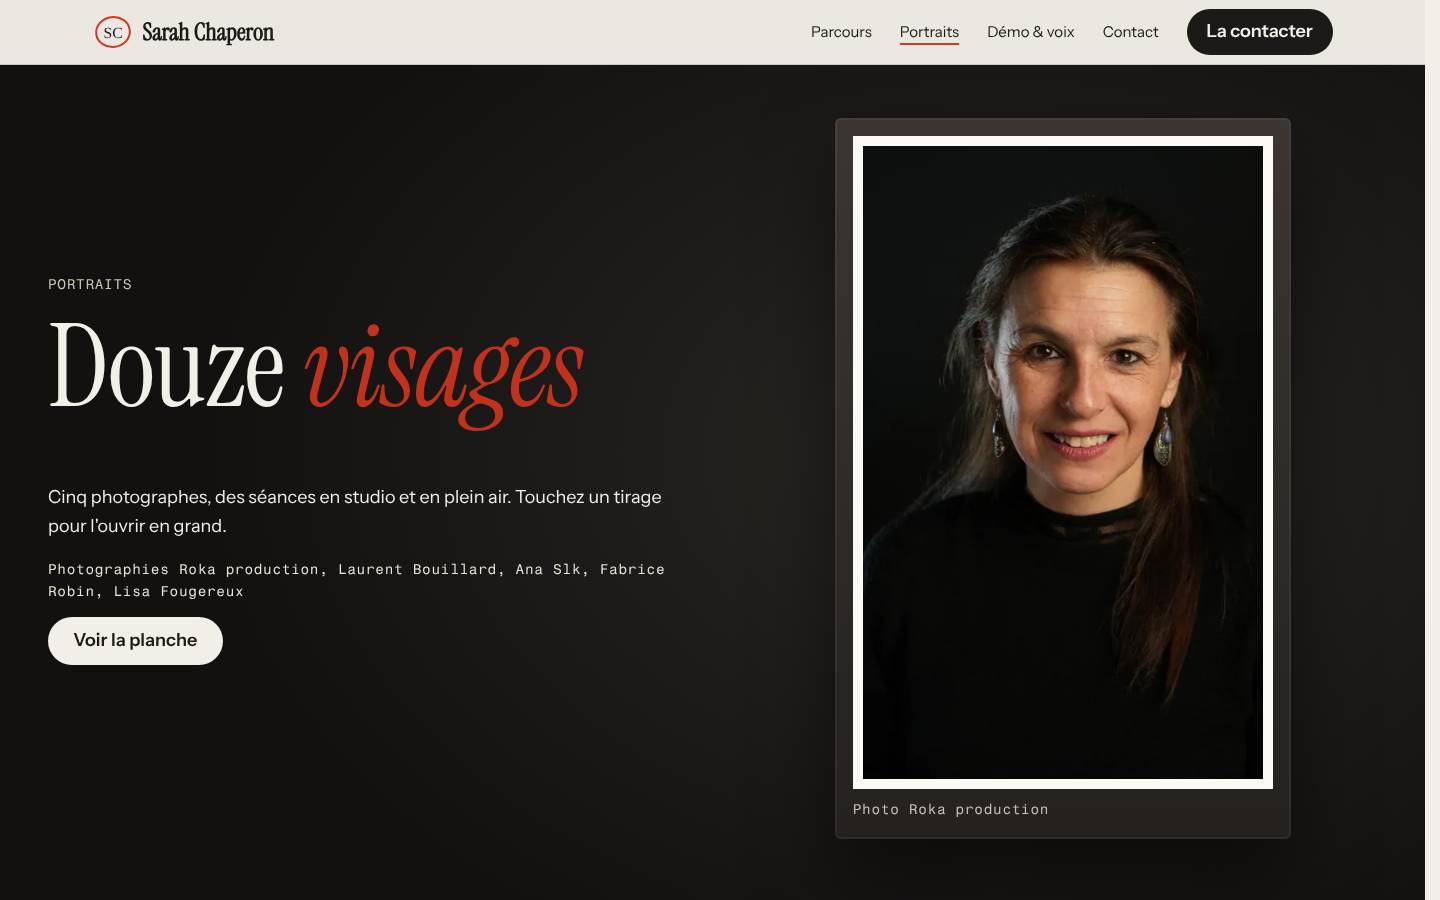 SC Sarah Chaperon
Parcours Portraits Démo & voix Contact La contacter
PORTRAITS
Douze visages
Cinq photographes, des séances en studio et en plein air. Touchez un tirage
pour l'ouvrir en grand.
Photographies Roka production, Laurent Bouillard, Ana Slk, Fabrice
Robin, Lisa Fougereux
Voir la planche
Photo Roka production